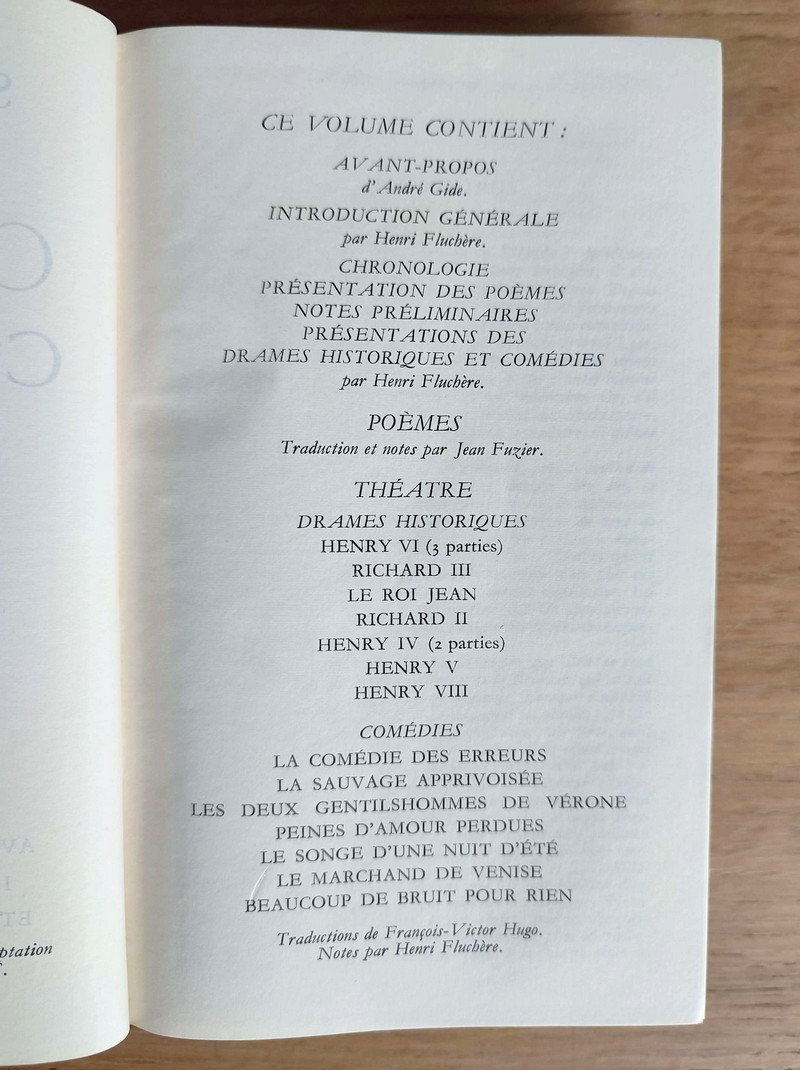 CE VOLUME CONTIENT :
AVANT-PROPOS
d'André Gide.
INTRODUCTION GÉNÉRALE
par Henri Fluchère.
CHRONOLOGIE
PRÉSENTATION DES POÈMES
NOTES PRÉLIMINAIRES
PRÉSENTATIONS DES
DRAMES HISTORIQUES ET COMÉDIES
par Henri Fluchère.
POÈMES
Traduction et notes par Jean Fuzier.
THÉATRE
DRAMES HISTORIQUES
HENRY VI (3 parties)
RICHARD III
LE ROI JEAN
RICHARD II
HENRY IV (2 parties)
HENRY V
HENRY VIII
COMÉDIES
LA COMÉDIE DES ERREURS
LA SAUVAGE APPRIVOISÉE
LES DEUX GENTILSHOMMES DE VÉRONE
PEINES D'AMOUR PERDUES
LE SONGE D'UNE NUIT D'ÉTÉ
LE MARCHAND DE VENISE
BEAUCOUP DE BRUIT POUR RIEN
Traductions de François-Victor Hugo.
Notes par Henri Fluchère.